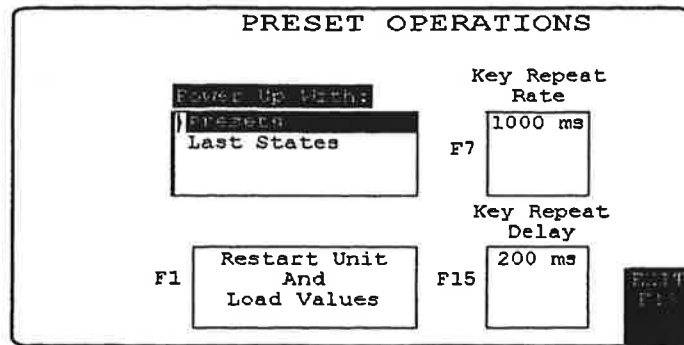 PRESET OPERATIONS
Power Up With:
Presets
Last States
Key Repeat
Rate
F7
1000 ms
Key Repeat
Delay
F15
200 ms
F1
Restart Unit
And
Load Values
EXIT